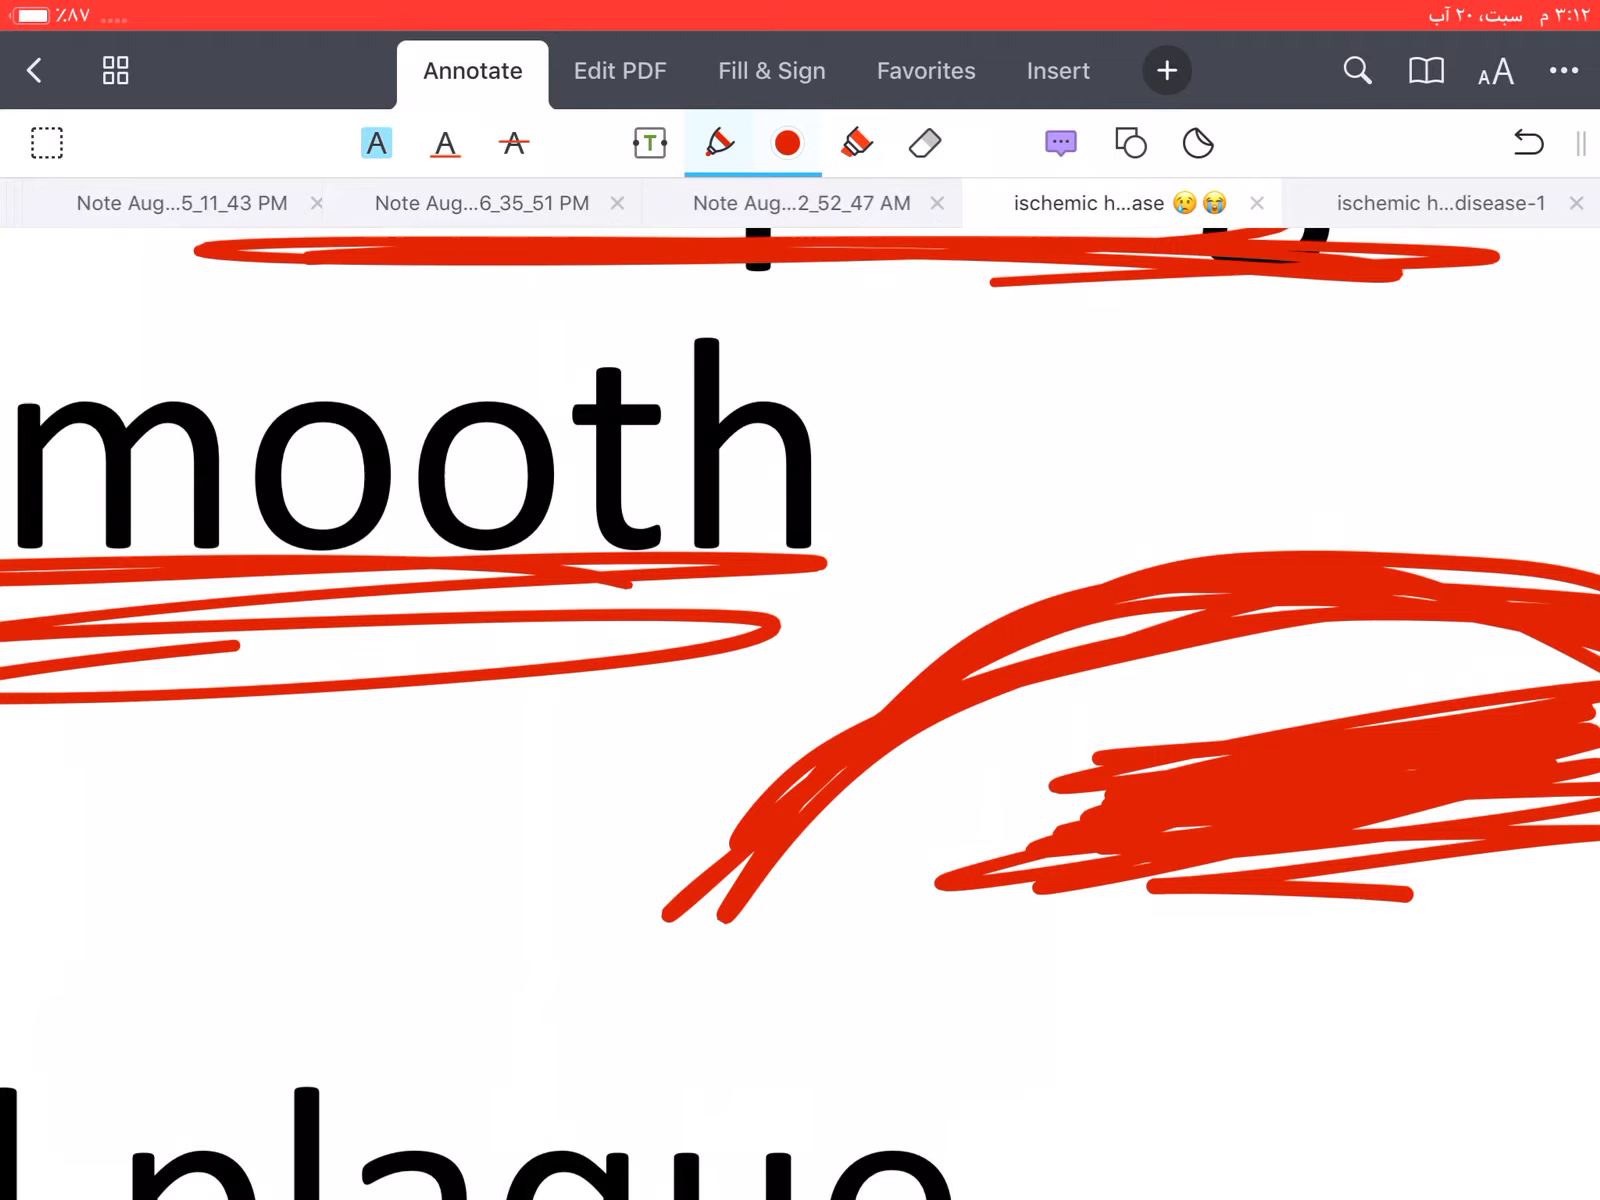 ٪٨٧ ٣:١٢ م سبت، ٢٠ آب
Annotate Edit PDF Fill & Sign Favorites Insert
Note Aug...5_11_43 PM Note Aug...6_35_51 PM Note Aug...2_52_47 AM ischemic h...ase 😢 😭 ischemic h...disease-1
mooth
plaque